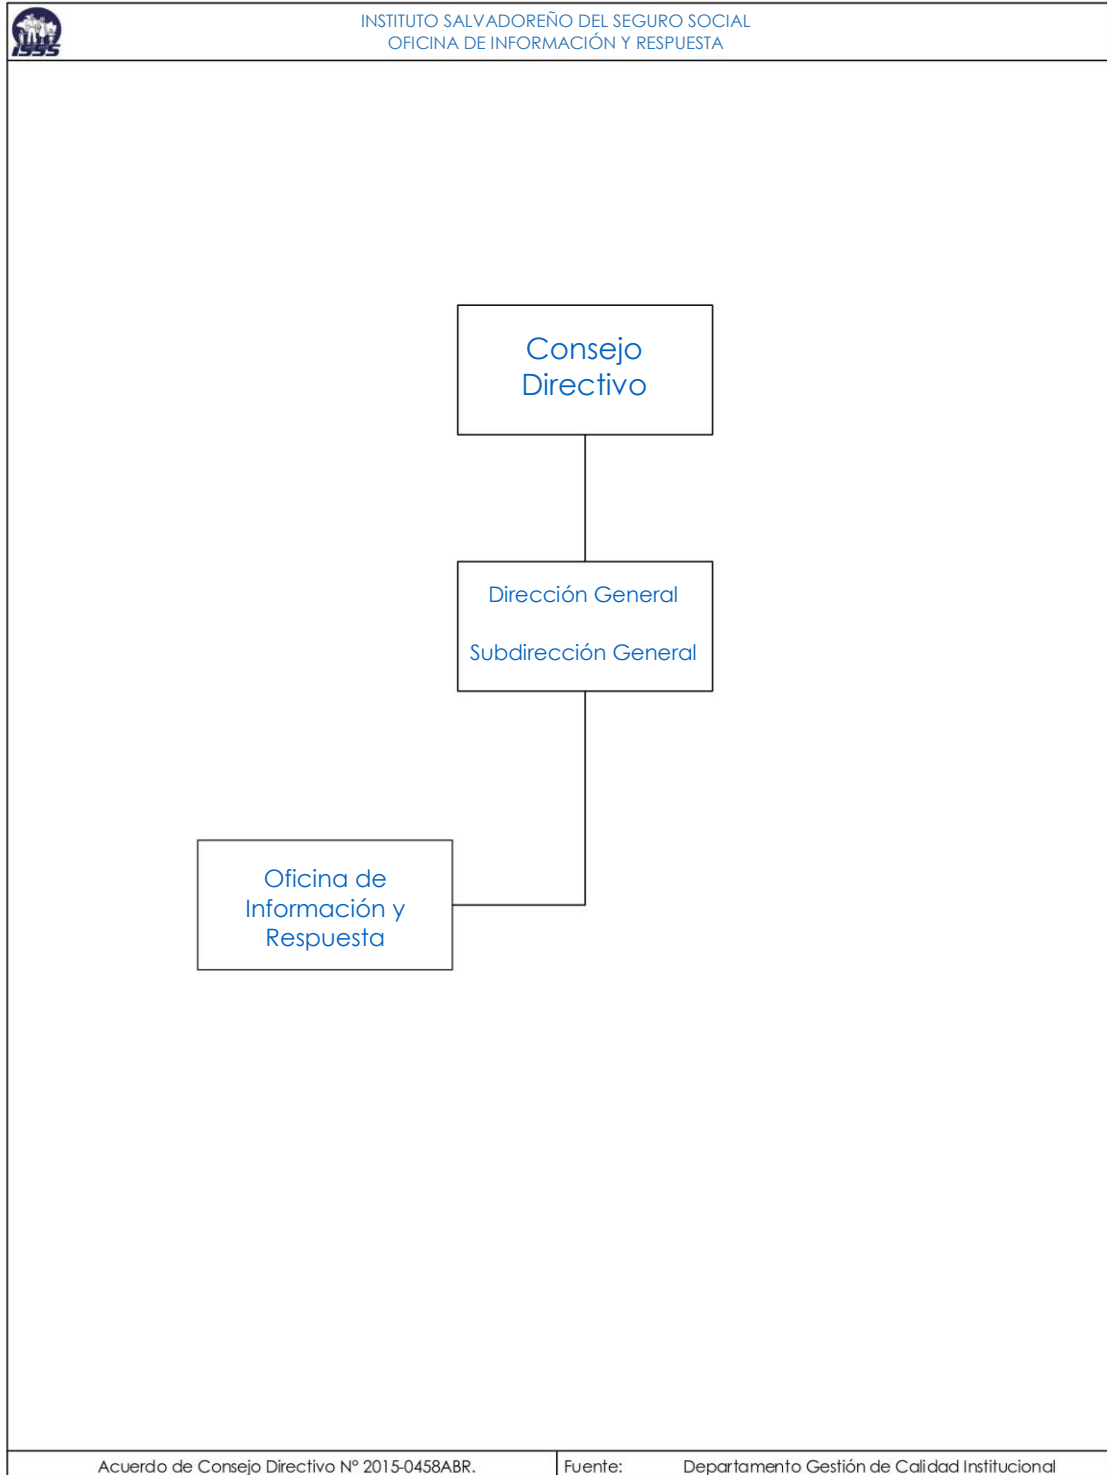 ISSS
INSTITUTO SALVADOREÑO DEL SEGURO SOCIAL
OFICINA DE INFORMACIÓN Y RESPUESTA
Consejo
Directivo
Dirección General
Subdirección General
Oficina de
Información y
Respuesta
Acuerdo de Consejo Directivo N° 2015-0458ABR.
Fuente: Departamento Gestión de Calidad Institucional